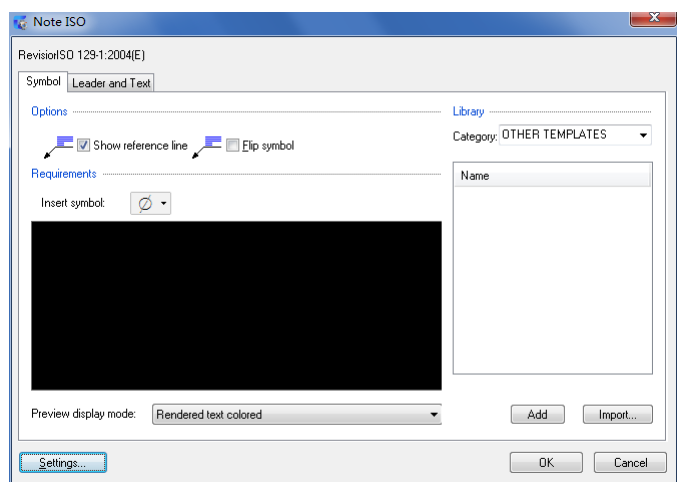 Note ISO
RevisiorISO 129-1:2004(E)
Symbol Leader and Text
Options
Show reference line Flip symbol
Requirements
Insert symbol:
Library
Category: OTHER TEMPLATES
Name
Preview display mode: Rendered text colored
Add Import...
Settings... OK Cancel